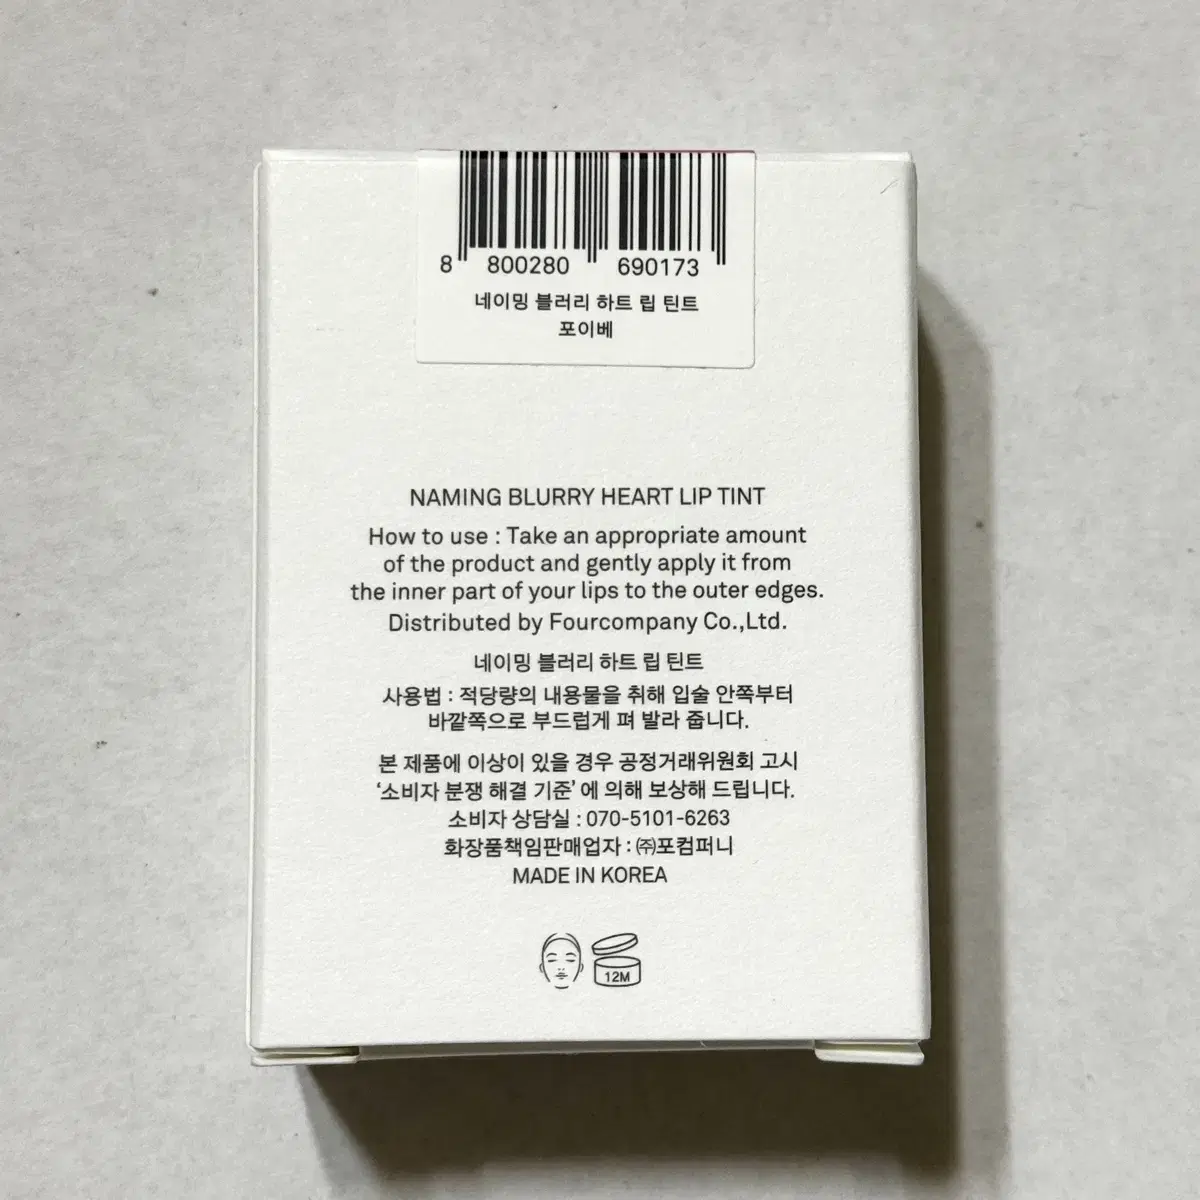 8 800280 690173
네이밍 블러리 하트 립 틴트
포이베
NAMING BLURRY HEART LIP TINT
How to use : Take an appropriate amount
of the product and gently apply it from
the inner part of your lips to the outer edges.
Distributed by Fourcompany Co.,Ltd.
네이밍 블러리 하트 립 틴트
사용법 : 적당량의 내용물을 취해 입술 안쪽부터
바깥쪽으로 부드럽게 펴 발라 줍니다.
본 제품에 이상이 있을 경우 공정거래위원회 고시
‘소비자 분쟁 해결 기준’ 에 의해 보상해 드립니다.
소비자 상담실 : 070-5101-6263
화장품책임판매업자 : ㈜포컴퍼니
MADE IN KOREA
12M